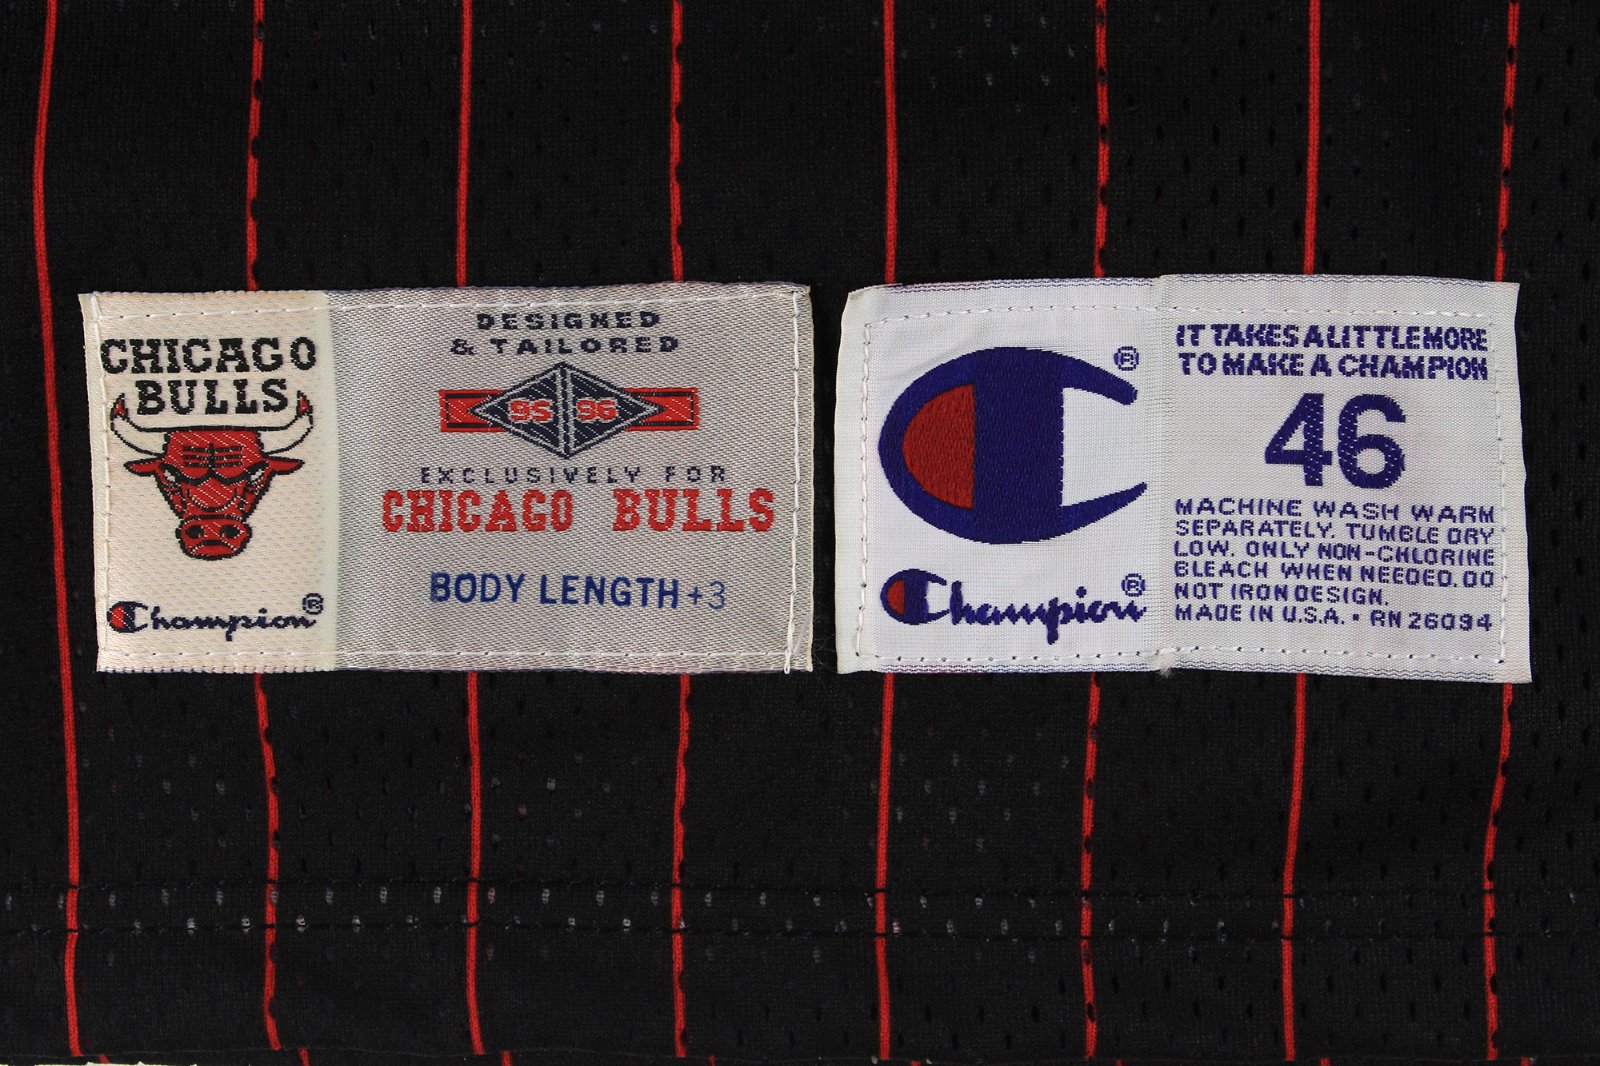 CHICAGO
BULLS
Champion®
DESIGNED
& TAILORED
95 96
EXCLUSIVELY FOR
CHICAGO BULLS
BODY LENGTH +3
®
Champion®
IT TAKES A LITTLE MORE
TO MAKE A CHAMPION
46
MACHINE WASH WARM
SEPARATELY. TUMBLE DRY
LOW. ONLY NON-CHLORINE
BLEACH WHEN NEEDED. DO
NOT IRON DESIGN.
MADE IN U.S.A. • RN 26094